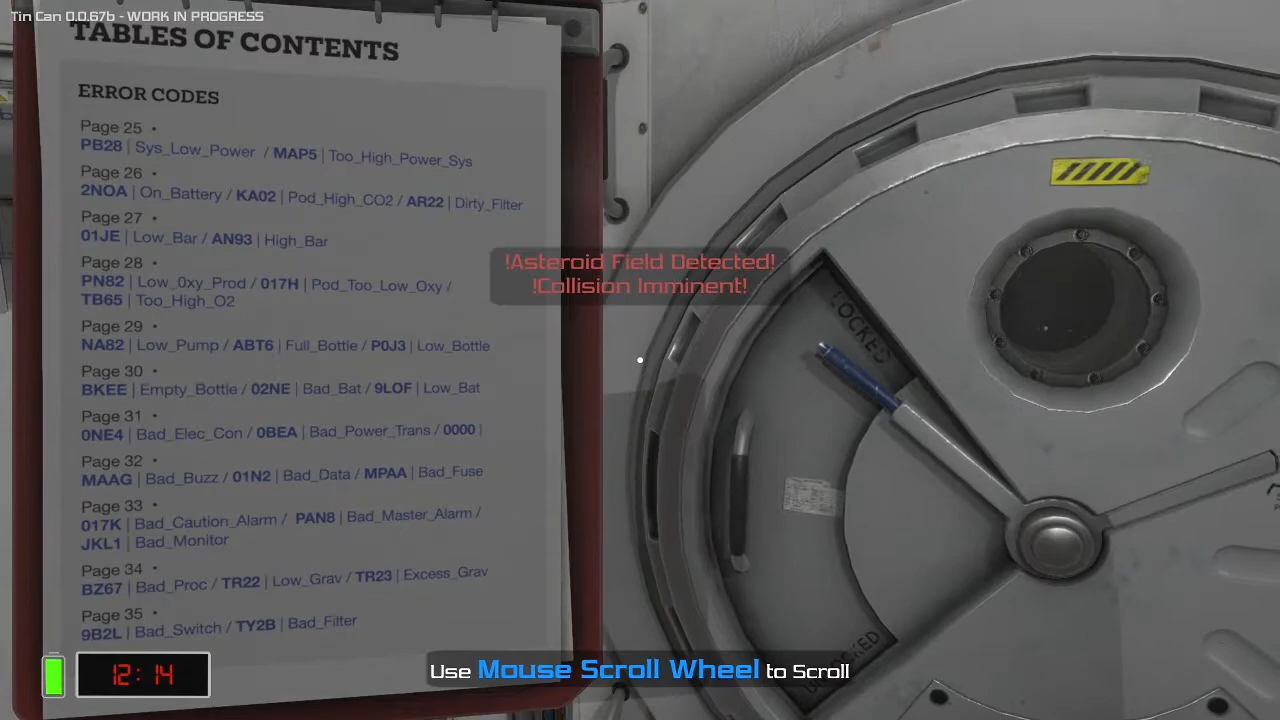 Tin Can 0.0.67b - WORK IN PROGRESS
TABLES OF CONTENTS
ERROR CODES
Page 25 •
PB28 | Sys_Low_Power / MAP5 | Too_High_Power_Sys
Page 26 •
2NOA | On_Battery / KA02 | Pod_High_CO2 / AR22 | Dirty_Filter
Page 27 •
01JE | Low_Bar / AN93 | High_Bar
Page 28 •
PN82 | Low_0xy_Prod / 017H | Pod_Too_Low_Oxy /
TB65 | Too_High_O2
Page 29 •
NA82 | Low_Pump / ABT6 | Full_Bottle / P0J3 | Low_Bottle
Page 30 •
BKEE | Empty_Bottle / 02NE | Bad_Bat / 9LOF | Low_Bat
Page 31 •
0NE4 | Bad_Elec_Con / 0BEA | Bad_Power_Trans / 0000 |
Page 32 •
MAAG | Bad_Buzz / 01N2 | Bad_Data / MPAA | Bad_Fuse
Page 33 •
017K | Bad_Caution_Alarm / PAN8 | Bad_Master_Alarm /
JKL1 | Bad_Monitor
Page 34 •
BZ67 | Bad_Proc / TR22 | Low_Grav / TR23 | Excess_Grav
Page 35 •
9B2L | Bad_Switch / TY2B | Bad_Filter
!Asteroid Field Detected!
!Collision Imminent!
LOCKED
12:14
Use Mouse Scroll Wheel to Scroll